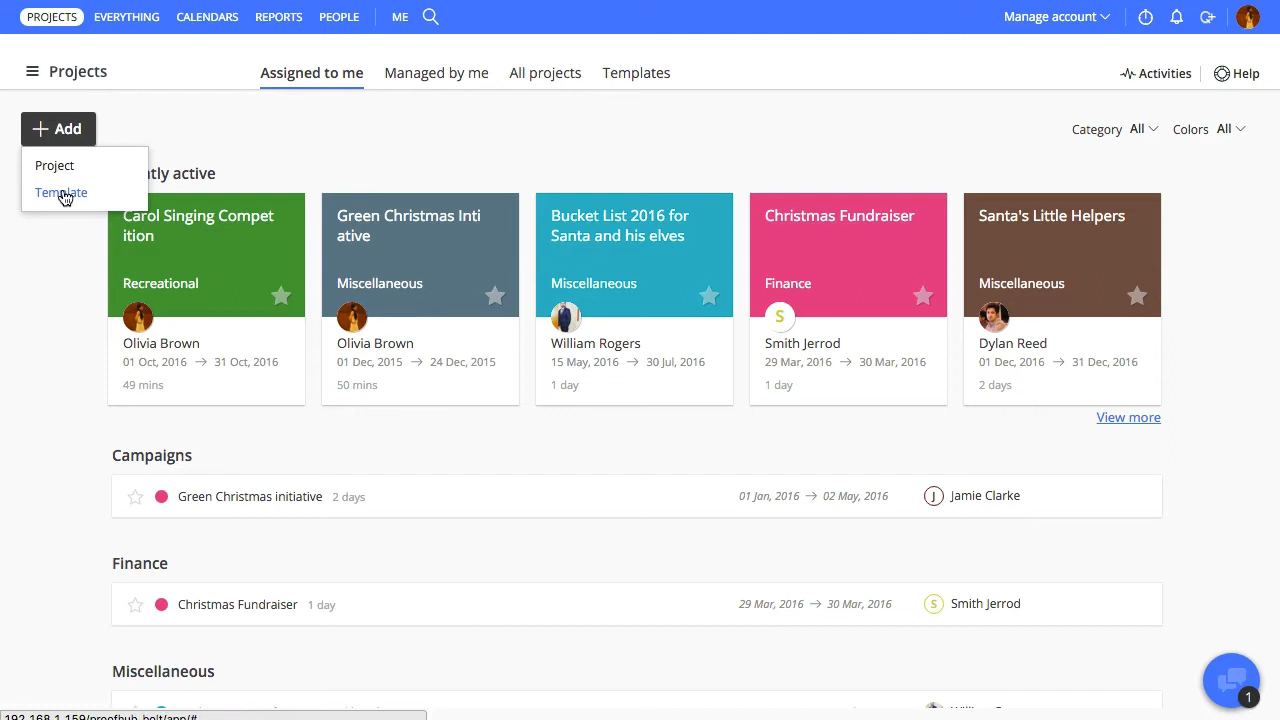 PROJECTS EVERYTHING CALENDARS REPORTS PEOPLE ME Manage account
Projects Assigned to me Managed by me All projects Templates Activities Help
Add Category All Colors All
Project
Template
ntly active
Carol Singing Compet
ition
Recreational
Olivia Brown
01 Oct, 2016 → 31 Oct, 2016
49 mins
Green Christmas Inti
ative
Miscellaneous
Olivia Brown
01 Dec, 2015 → 24 Dec, 2015
50 mins
Bucket List 2016 for
Santa and his elves
Miscellaneous
William Rogers
15 May, 2016 → 30 Jul, 2016
1 day
Christmas Fundraiser
Finance
S
Smith Jerrod
29 Mar, 2016 → 30 Mar, 2016
1 day
Santa's Little Helpers
Miscellaneous
Dylan Reed
01 Dec, 2016 → 31 Dec, 2016
2 days
View more
Campaigns
Green Christmas initiative 2 days 01 Jan, 2016 → 02 May, 2016 J Jamie Clarke
Finance
Christmas Fundraiser 1 day 29 Mar, 2016 → 30 Mar, 2016 S Smith Jerrod
Miscellaneous
1
192.168.1.159/proofhub_bolt/app/#